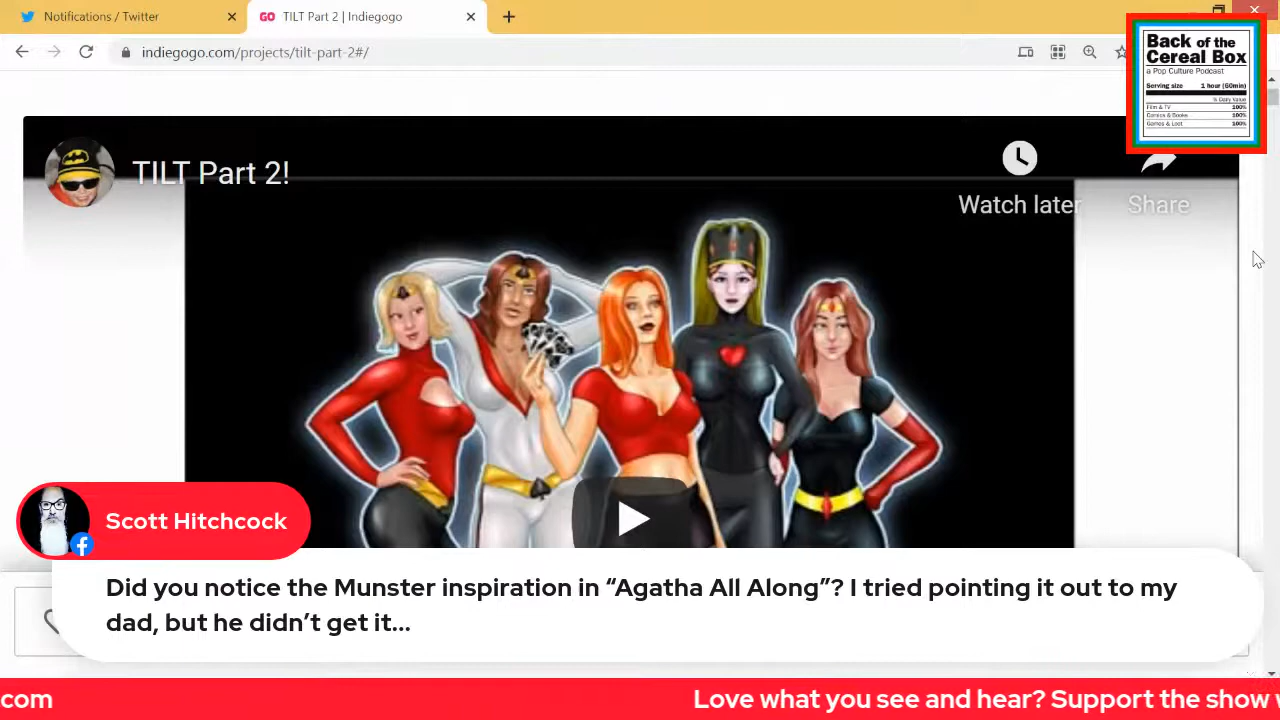 Notifications / Twitter
GO TILT Part 2 | Indiegogo
indiegogo.com/projects/tilt-part-2#/
Back of the
Cereal Box
a Pop Culture Podcast
Serving size 1 hour (60min)
% Daily Value
Film & TV 100%
Comics & Books 100%
Games & Loot 100%
TILT Part 2!
Watch later
Share
Scott Hitchcock
Did you notice the Munster inspiration in “Agatha All Along”? I tried pointing it out to my
dad, but he didn’t get it...
com
Love what you see and hear? Support the show